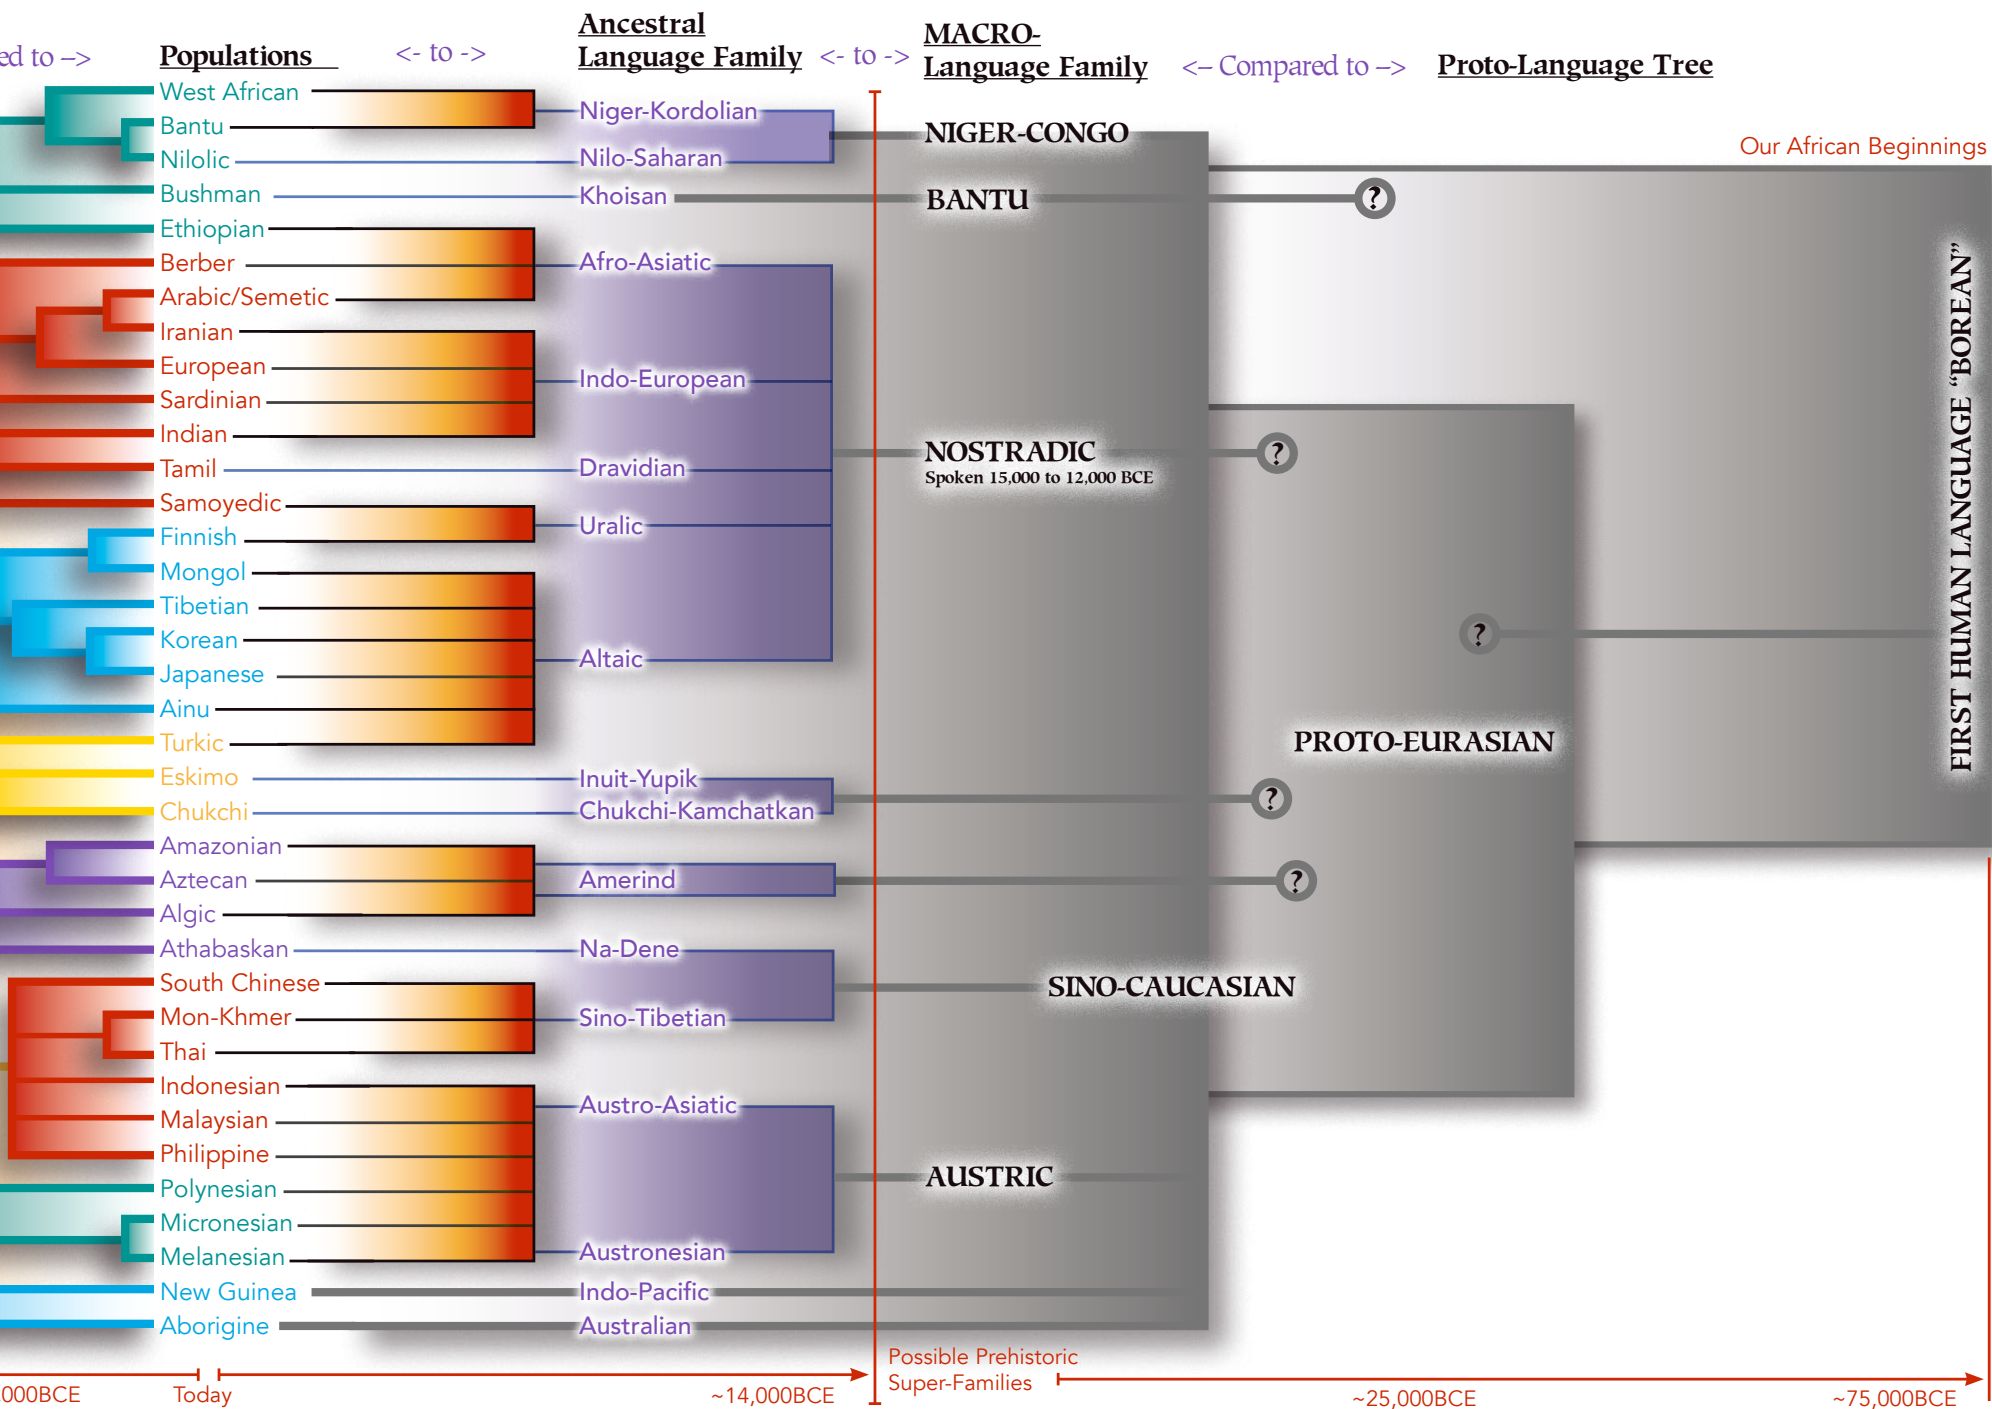 ed to –>
Populations
<- to ->
Ancestral
Language Family
<- to ->
MACRO-
Language Family
<– Compared to –>
Proto-Language Tree
West African
Bantu
Nilolic
Bushman
Ethiopian
Berber
Arabic/Semetic
Iranian
European
Sardinian
Indian
Tamil
Samoyedic
Finnish
Mongol
Tibetian
Korean
Japanese
Ainu
Turkic
Eskimo
Chukchi
Amazonian
Aztecan
Algic
Athabaskan
South Chinese
Mon-Khmer
Thai
Indonesian
Malaysian
Philippine
Polynesian
Micronesian
Melanesian
New Guinea
Aborigine
Niger-Kordolian
Nilo-Saharan
Khoisan
Afro-Asiatic
Indo-European
Dravidian
Uralic
Altaic
Inuit-Yupik
Chukchi-Kamchatkan
Amerind
Na-Dene
Sino-Tibetian
Austro-Asiatic
Austronesian
Indo-Pacific
Australian
NIGER-CONGO
BANTU
?
NOSTRADIC
Spoken 15,000 to 12,000 BCE
?
?
?
SINO-CAUCASIAN
AUSTRIC
PROTO-EURASIAN
?
Our African Beginnings
FIRST HUMAN LANGUAGE “BOREAN”
000BCE
Today
~14,000BCE
Possible Prehistoric
Super-Families
~25,000BCE
~75,000BCE